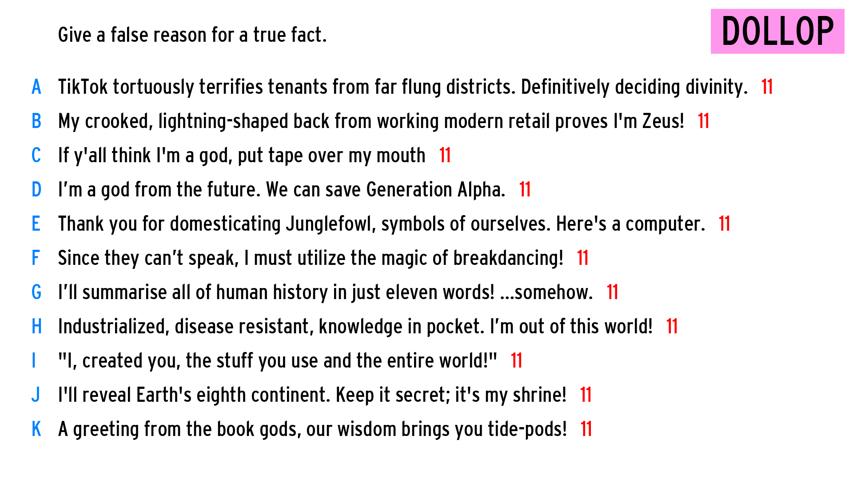 Give a false reason for a true fact.
DOLLOP
A TikTok tortuously terrifies tenants from far flung districts. Definitively deciding divinity. 11
B My crooked, lightning-shaped back from working modern retail proves I'm Zeus! 11
C If y'all think I'm a god, put tape over my mouth 11
D I’m a god from the future. We can save Generation Alpha. 11
E Thank you for domesticating Junglefowl, symbols of ourselves. Here's a computer. 11
F Since they can’t speak, I must utilize the magic of breakdancing! 11
G I’ll summarise all of human history in just eleven words! ...somehow. 11
H Industrialized, disease resistant, knowledge in pocket. I’m out of this world! 11
I "I, created you, the stuff you use and the entire world!" 11
J I'll reveal Earth's eighth continent. Keep it secret; it's my shrine! 11
K A greeting from the book gods, our wisdom brings you tide-pods! 11